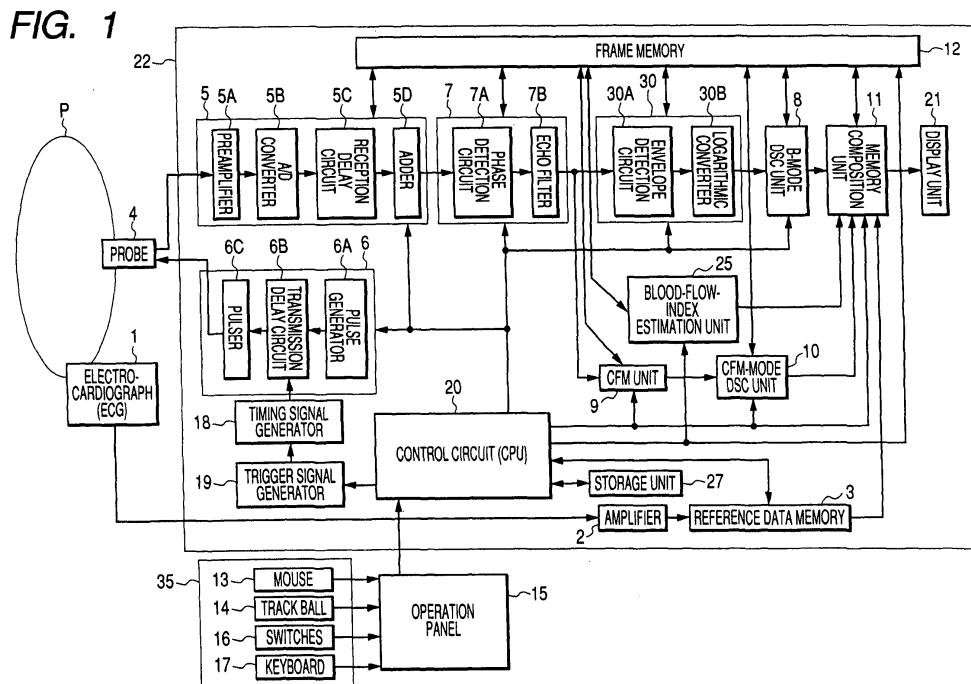 FIG. 1
22
FRAME MEMORY
12
P
5
5A
5B
5C
5D
7
7A
7B
30A
30
30B
8
11
21
PREAMPLIFIER
A/D
CONVERTER
RECEPTION
DELAY
CIRCUIT
ADDER
PHASE
DETECTION
CIRCUIT
ECHO FILTER
ENVELOPE
DETECTION
CIRCUIT
LOGARITHMIC
CONVERTER
B-MODE
DSC UNIT
MEMORY
COMPOSITION
UNIT
DISPLAY UNIT
4
PROBE
6C
6B
6A
6
PULSER
TRANSMISSION
DELAY CIRCUIT
PULSE
GENERATOR
25
BLOOD-FLOW-
INDEX
ESTIMATION UNIT
1
ELECTRO-
CARDIOGRAPH
(ECG)
CFM UNIT
9
CFM-MODE
DSC UNIT
10
18
TIMING SIGNAL
GENERATOR
20
CONTROL CIRCUIT (CPU)
19
TRIGGER SIGNAL
GENERATOR
STORAGE UNIT
27
3
AMPLIFIER
2
REFERENCE DATA MEMORY
35
13
MOUSE
14
TRACK BALL
16
SWITCHES
17
KEYBOARD
OPERATION
PANEL
15